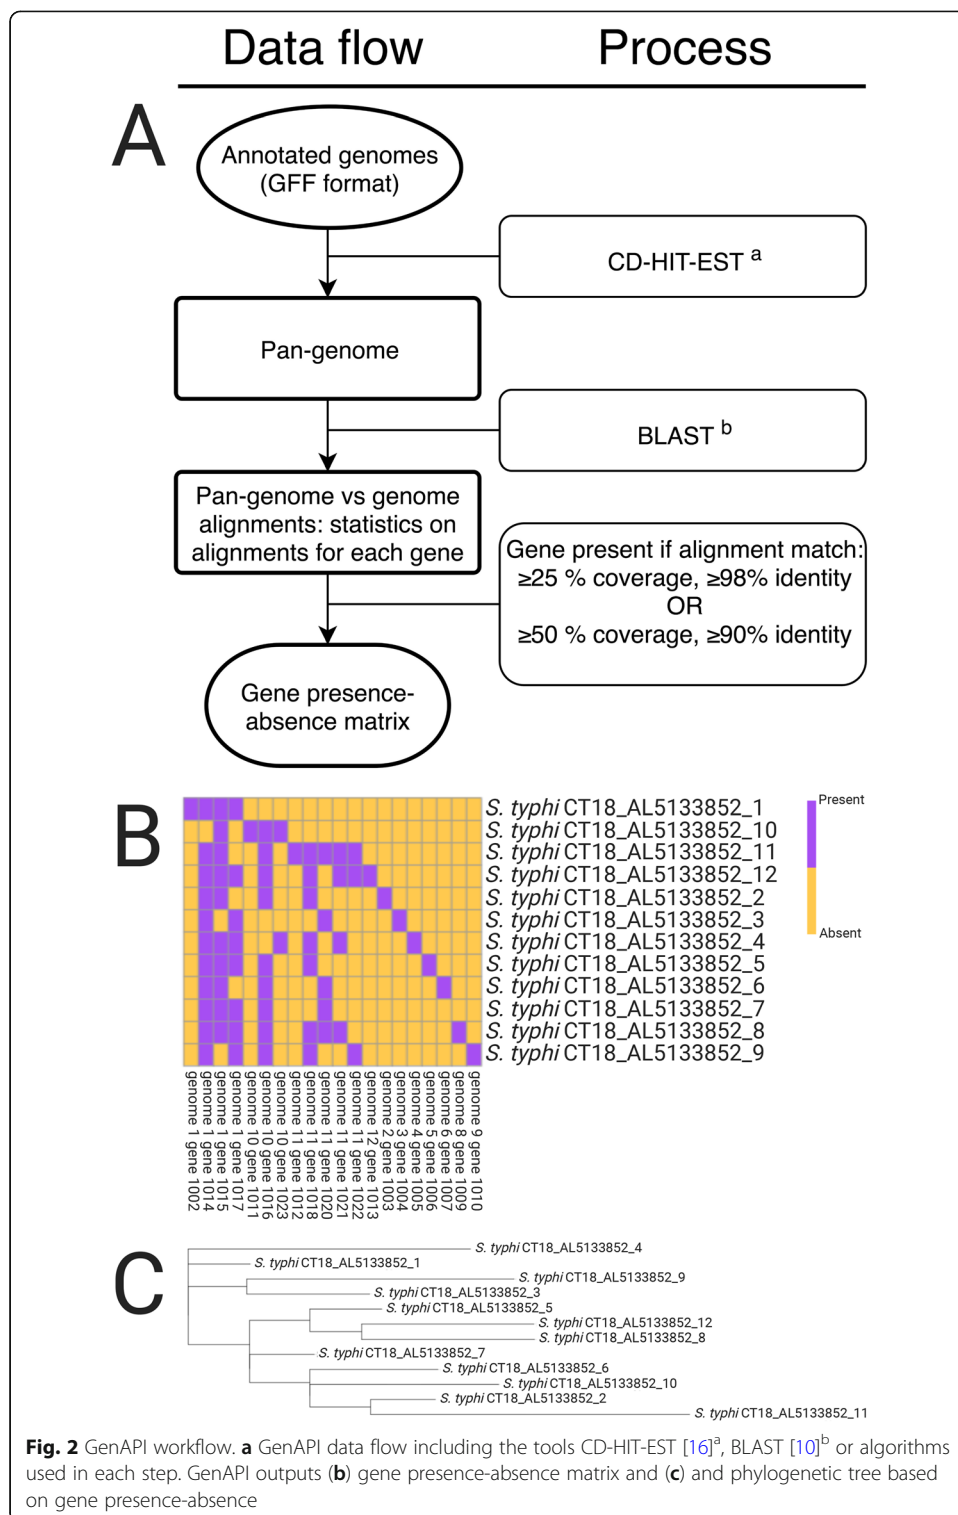 Data flow
Process
A
Annotated genomes
(GFF format)
CD-HIT-EST a
Pan-genome
BLAST b
Pan-genome vs genome
alignments: statistics on
alignments for each gene
Gene present if alignment match:
≥25 % coverage, ≥98% identity
OR
≥50 % coverage, ≥90% identity
Gene presence-
absence matrix
B
S. typhi CT18_AL5133852_1
S. typhi CT18_AL5133852_10
S. typhi CT18_AL5133852_11
S. typhi CT18_AL5133852_12
S. typhi CT18_AL5133852_2
S. typhi CT18_AL5133852_3
S. typhi CT18_AL5133852_4
S. typhi CT18_AL5133852_5
S. typhi CT18_AL5133852_6
S. typhi CT18_AL5133852_7
S. typhi CT18_AL5133852_8
S. typhi CT18_AL5133852_9
Present
Absent
genome 1 gene 1002
genome 1 gene 1014
genome 1 gene 1015
genome 1 gene 1017
genome 10 gene 1011
genome 10 gene 1016
genome 10 gene 1023
genome 11 gene 1012
genome 11 gene 1018
genome 11 gene 1020
genome 11 gene 1021
genome 11 gene 1022
genome 12 gene 1013
genome 2 gene 1003
genome 3 gene 1004
genome 4 gene 1005
genome 5 gene 1006
genome 6 gene 1007
genome 8 gene 1009
genome 9 gene 1010
C
S. typhi CT18_AL5133852_4
S. typhi CT18_AL5133852_1
S. typhi CT18_AL5133852_9
S. typhi CT18_AL5133852_3
S. typhi CT18_AL5133852_5
S. typhi CT18_AL5133852_12
S. typhi CT18_AL5133852_8
S. typhi CT18_AL5133852_7
S. typhi CT18_AL5133852_6
S. typhi CT18_AL5133852_10
S. typhi CT18_AL5133852_2
S. typhi CT18_AL5133852_11
Fig. 2 GenAPI workflow. a GenAPI data flow including the tools CD-HIT-EST [16]a, BLAST [10]b or algorithms
used in each step. GenAPI outputs (b) gene presence-absence matrix and (c) and phylogenetic tree based
on gene presence-absence